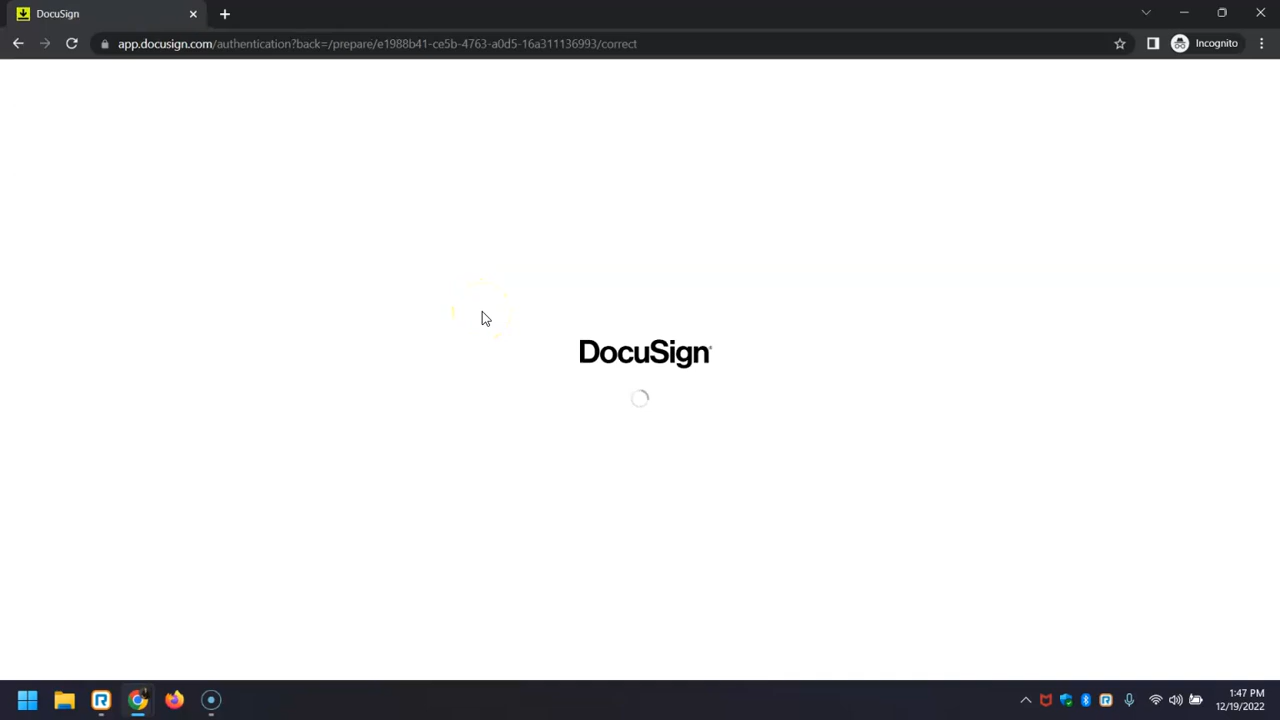 DocuSign
app.docusign.com/authentication?back=/prepare/e1988b41-ce5b-4763-a0d5-16a311136993/correct
Incognito
DocuSign
1:47 PM
12/19/2022